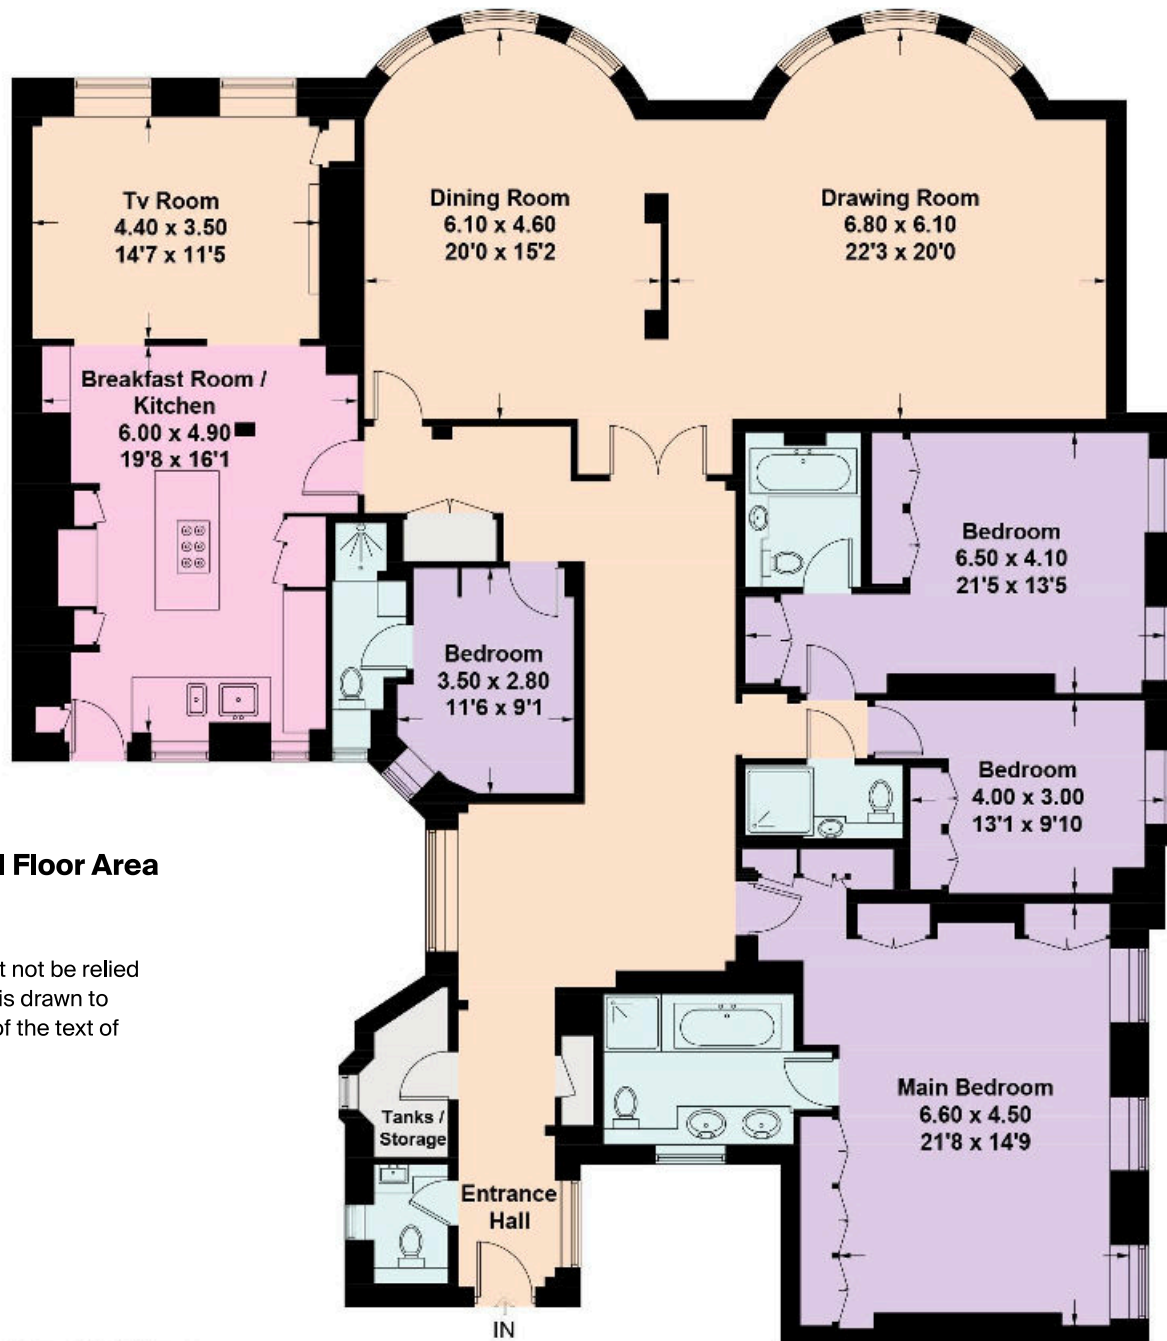 Tv Room
4.40 x 3.50
14'7 x 11'5
Dining Room
6.10 x 4.60
20'0 x 15'2
Drawing Room
6.80 x 6.10
22'3 x 20'0
Breakfast Room /
Kitchen
6.00 x 4.90
19'8 x 16'1
Bedroom
6.50 x 4.10
21'5 x 13'5
Bedroom
3.50 x 2.80
11'6 x 9'1
Bedroom
4.00 x 3.00
13'1 x 9'10
Floor Area
t not be relied
is drawn to
of the text of
Main Bedroom
6.60 x 4.50
21'8 x 14'9
Tanks /
Storage
Entrance
Hall
IN